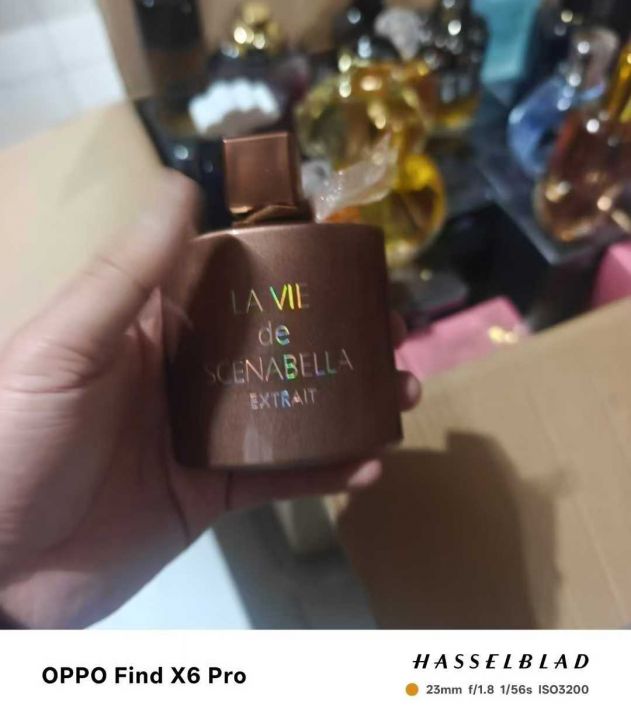 LA VIE
de
SCENABELLA
EXTRAIT
OPPO Find X6 Pro
HASSELBLAD
23mm f/1.8 1/56s ISO3200